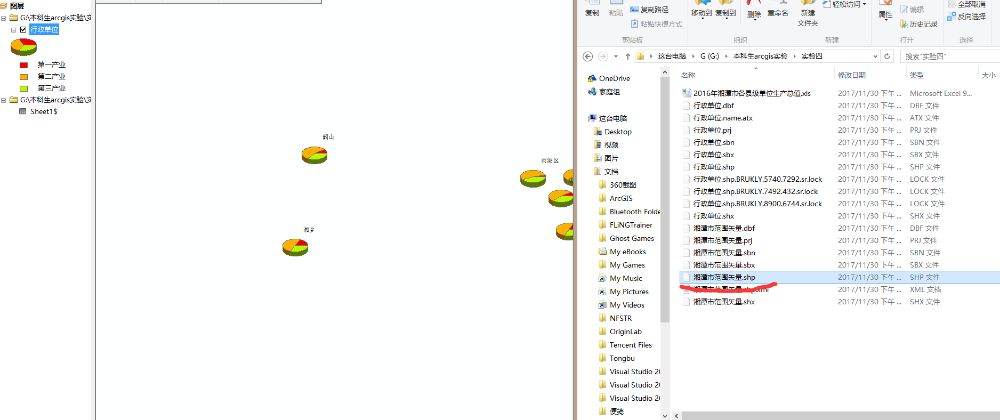 图层
G:\本科生arcgis实验\实
行政单位
第一产业
第二产业
第三产业
G:\本科生arcgis实验\实
Sheet1$
韶山
雨湖区
湘乡
复制
粘贴
复制路径
粘贴快捷方式
剪贴板
移动到
复制到
删除
重命名
组织
新建
文件夹
轻松访问
新建
属性
编辑
历史记录
打开
全部取消
反向选择
选择
这台电脑
G (G:)
本科生arcgis实验
实验四
搜索"实验四"
OneDrive
家庭组
这台电脑
Desktop
视频
图片
文档
360截图
ArcGIS
Bluetooth Folde
FLiNGTrainer
Ghost Games
My eBooks
My Games
My Music
My Pictures
My Videos
NFSTR
OriginLab
Tencent Files
Tongbu
Visual Studio 20
Visual Studio 20
Visual Studio 20
便笺
名称 修改日期 类型 大小
2016年湘潭市各县级单位生产总值.xls 2017/11/30 下午 ... Microsoft Excel 9...
行政单位.dbf 2017/11/30 下午 ... DBF 文件
行政单位.name.atx 2017/11/30 下午 ... ATX 文件
行政单位.prj 2017/11/30 下午 ... PRJ 文件
行政单位.sbn 2017/11/30 下午 ... SBN 文件
行政单位.sbx 2017/11/30 下午 ... SBX 文件
行政单位.shp 2017/11/30 下午 ... SHP 文件
行政单位.shp.BRUKLY.5740.7292.sr.lock 2017/11/30 下午 ... LOCK 文件
行政单位.shp.BRUKLY.7492.432.sr.lock 2017/11/30 下午 ... LOCK 文件
行政单位.shp.BRUKLY.8900.6744.sr.lock 2017/11/30 下午 ... LOCK 文件
行政单位.shx 2017/11/30 下午 ... SHX 文件
湘潭市范围矢量.dbf 2017/11/30 下午 ... DBF 文件
湘潭市范围矢量.prj 2017/11/30 下午 ... PRJ 文件
湘潭市范围矢量.sbn 2017/11/30 下午 ... SBN 文件
湘潭市范围矢量.sbx 2017/11/30 下午 ... SBX 文件
湘潭市范围矢量.shp 2017/11/30 下午 ... SHP 文件
湘潭市范围矢量.shp.xml 2017/11/30 下午 ... XML 文档
湘潭市范围矢量.shx 2017/11/30 下午 ... SHX 文件